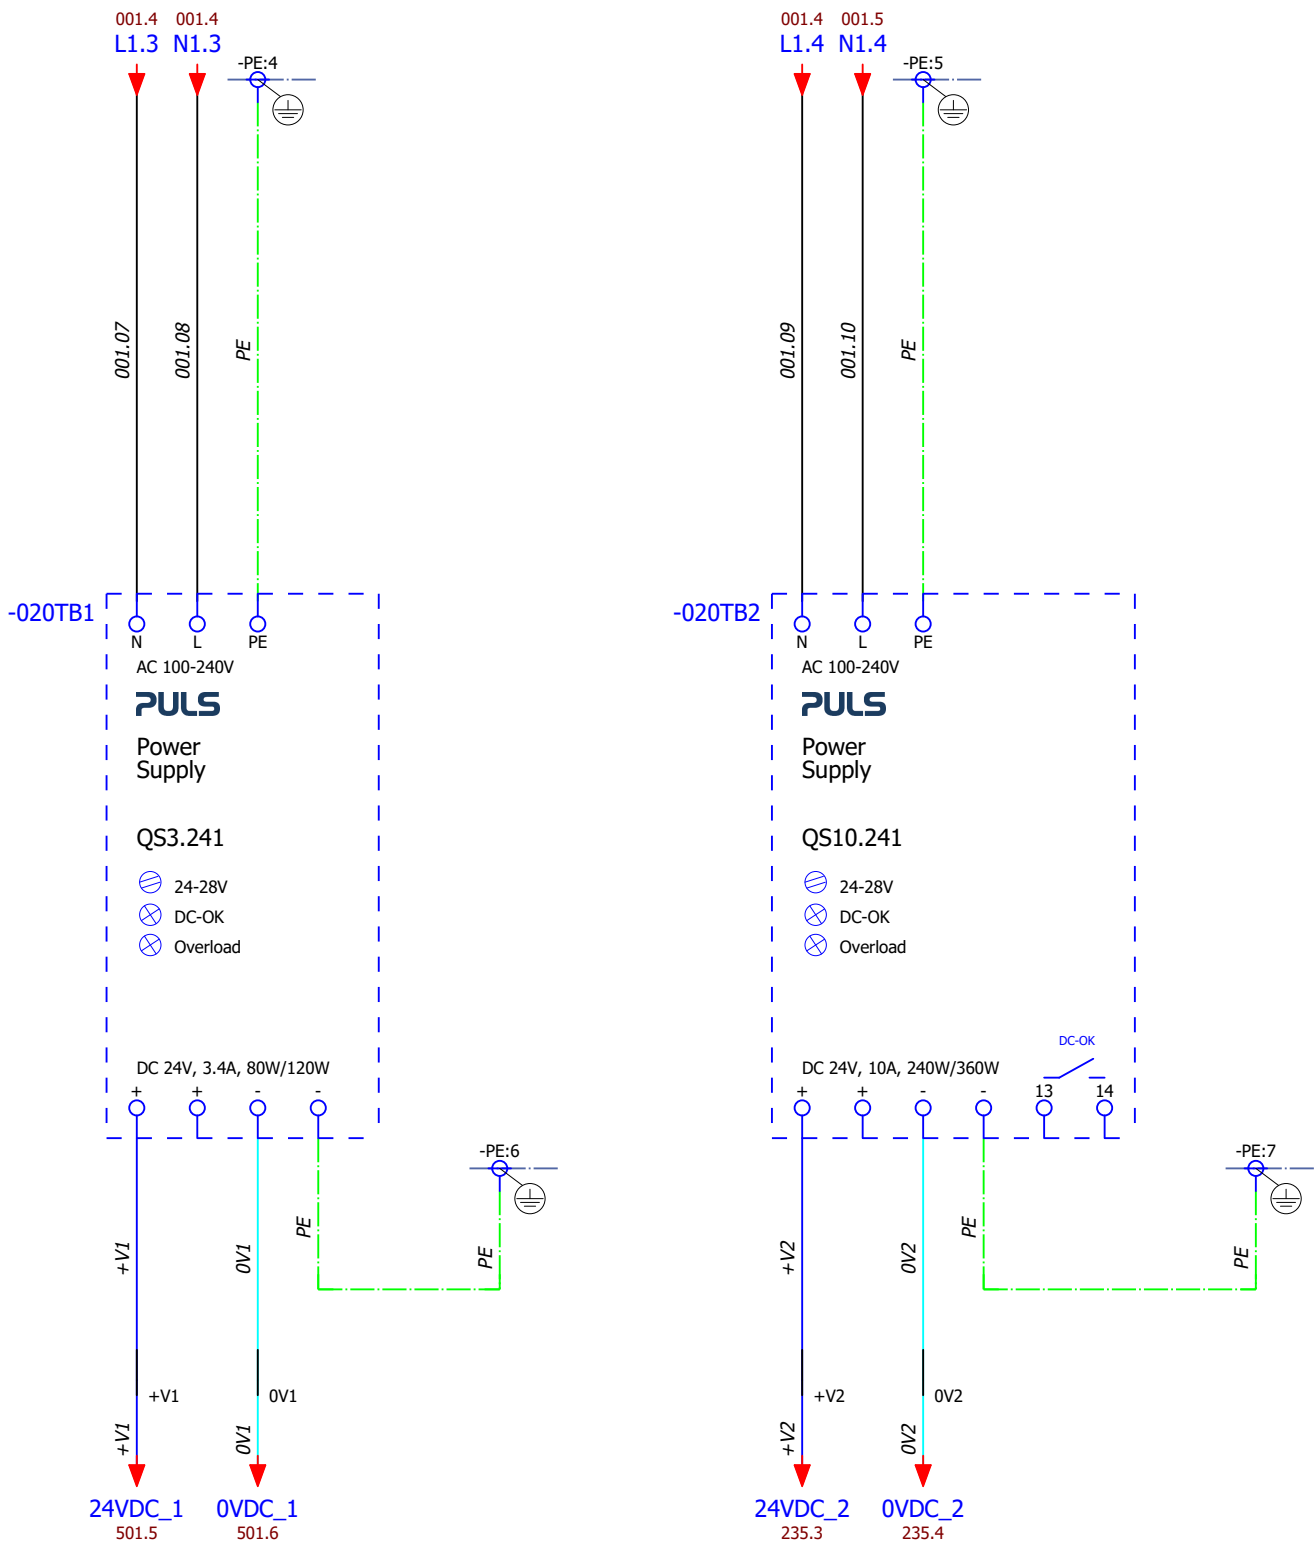 001.4 001.4
L1.3 N1.3
-PE:4
001.07
001.08
PE
-020TB1
N L PE
AC 100-240V
PULS
Power
Supply
QS3.241
24-28V
DC-OK
Overload
DC 24V, 3.4A, 80W/120W
+ + - -
-PE:6
+V1
0V1
PE
PE
+V1
0V1
+V1
0V1
24VDC_1 0VDC_1
501.5 501.6
001.4 001.5
L1.4 N1.4
-PE:5
001.09
001.10
PE
-020TB2
N L PE
AC 100-240V
PULS
Power
Supply
QS10.241
24-28V
DC-OK
Overload
DC-OK
DC 24V, 10A, 240W/360W
+ + - - 13 14
-PE:7
+V2
0V2
PE
PE
+V2
0V2
+V2
0V2
24VDC_2 0VDC_2
235.3 235.4